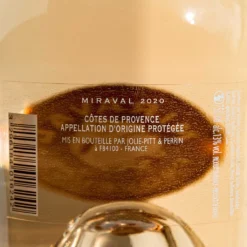 MIRAVAL 2020
CÔTES DE PROVENCE
APPELLATION D'ORIGINE PROTÉGÉE
MIS EN BOUTEILLE PAR JOLIE-PITT & PERRIN
à F84100 - FRANCE